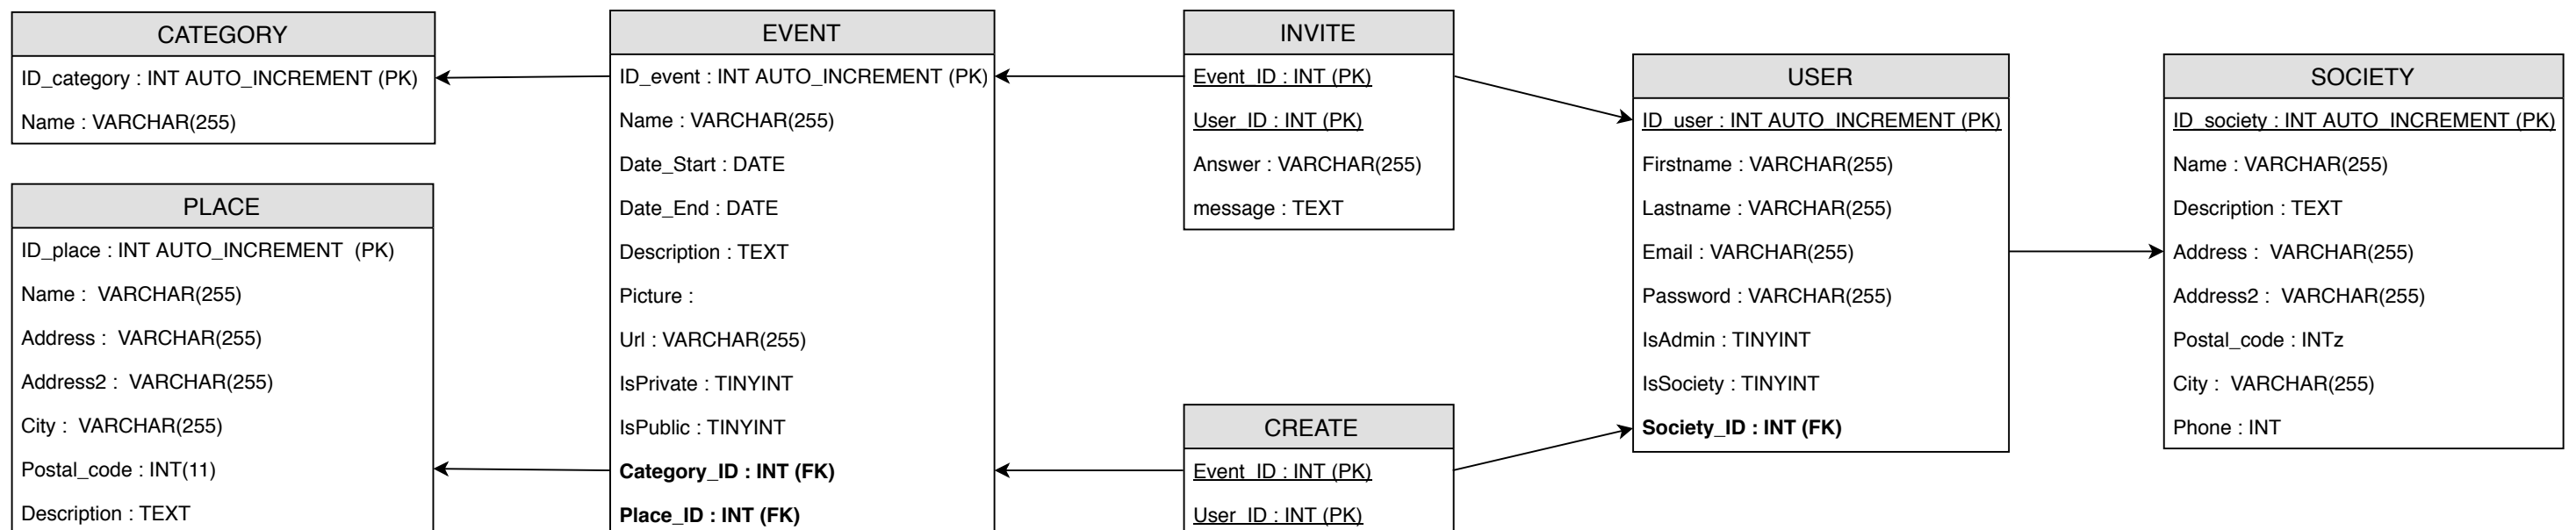 CATEGORY
ID_category : INT AUTO_INCREMENT (PK)
Name : VARCHAR(255)
PLACE
ID_place : INT AUTO_INCREMENT  (PK)
Name :  VARCHAR(255)
Address :  VARCHAR(255)
Address2 :  VARCHAR(255)
City :  VARCHAR(255)
Postal_code : INT(11)
Description : TEXT
EVENT
ID_event : INT AUTO_INCREMENT (PK)
Name : VARCHAR(255)
Date_Start : DATE
Date_End : DATE
Description : TEXT
Picture :
Url : VARCHAR(255)
IsPrivate : TINYINT
IsPublic : TINYINT
Category_ID : INT (FK)
Place_ID : INT (FK)
INVITE
Event_ID : INT (PK)
User_ID : INT (PK)
Answer : VARCHAR(255)
message : TEXT
CREATE
Event_ID : INT (PK)
User_ID : INT (PK)
USER
ID_user : INT AUTO_INCREMENT (PK)
Firstname : VARCHAR(255)
Lastname : VARCHAR(255)
Email : VARCHAR(255)
Password : VARCHAR(255)
IsAdmin : TINYINT
IsSociety : TINYINT
Society_ID : INT (FK)
SOCIETY
ID_society : INT AUTO_INCREMENT (PK)
Name : VARCHAR(255)
Description : TEXT
Address :  VARCHAR(255)
Address2 :  VARCHAR(255)
Postal_code : INTz
City :  VARCHAR(255)
Phone : INT